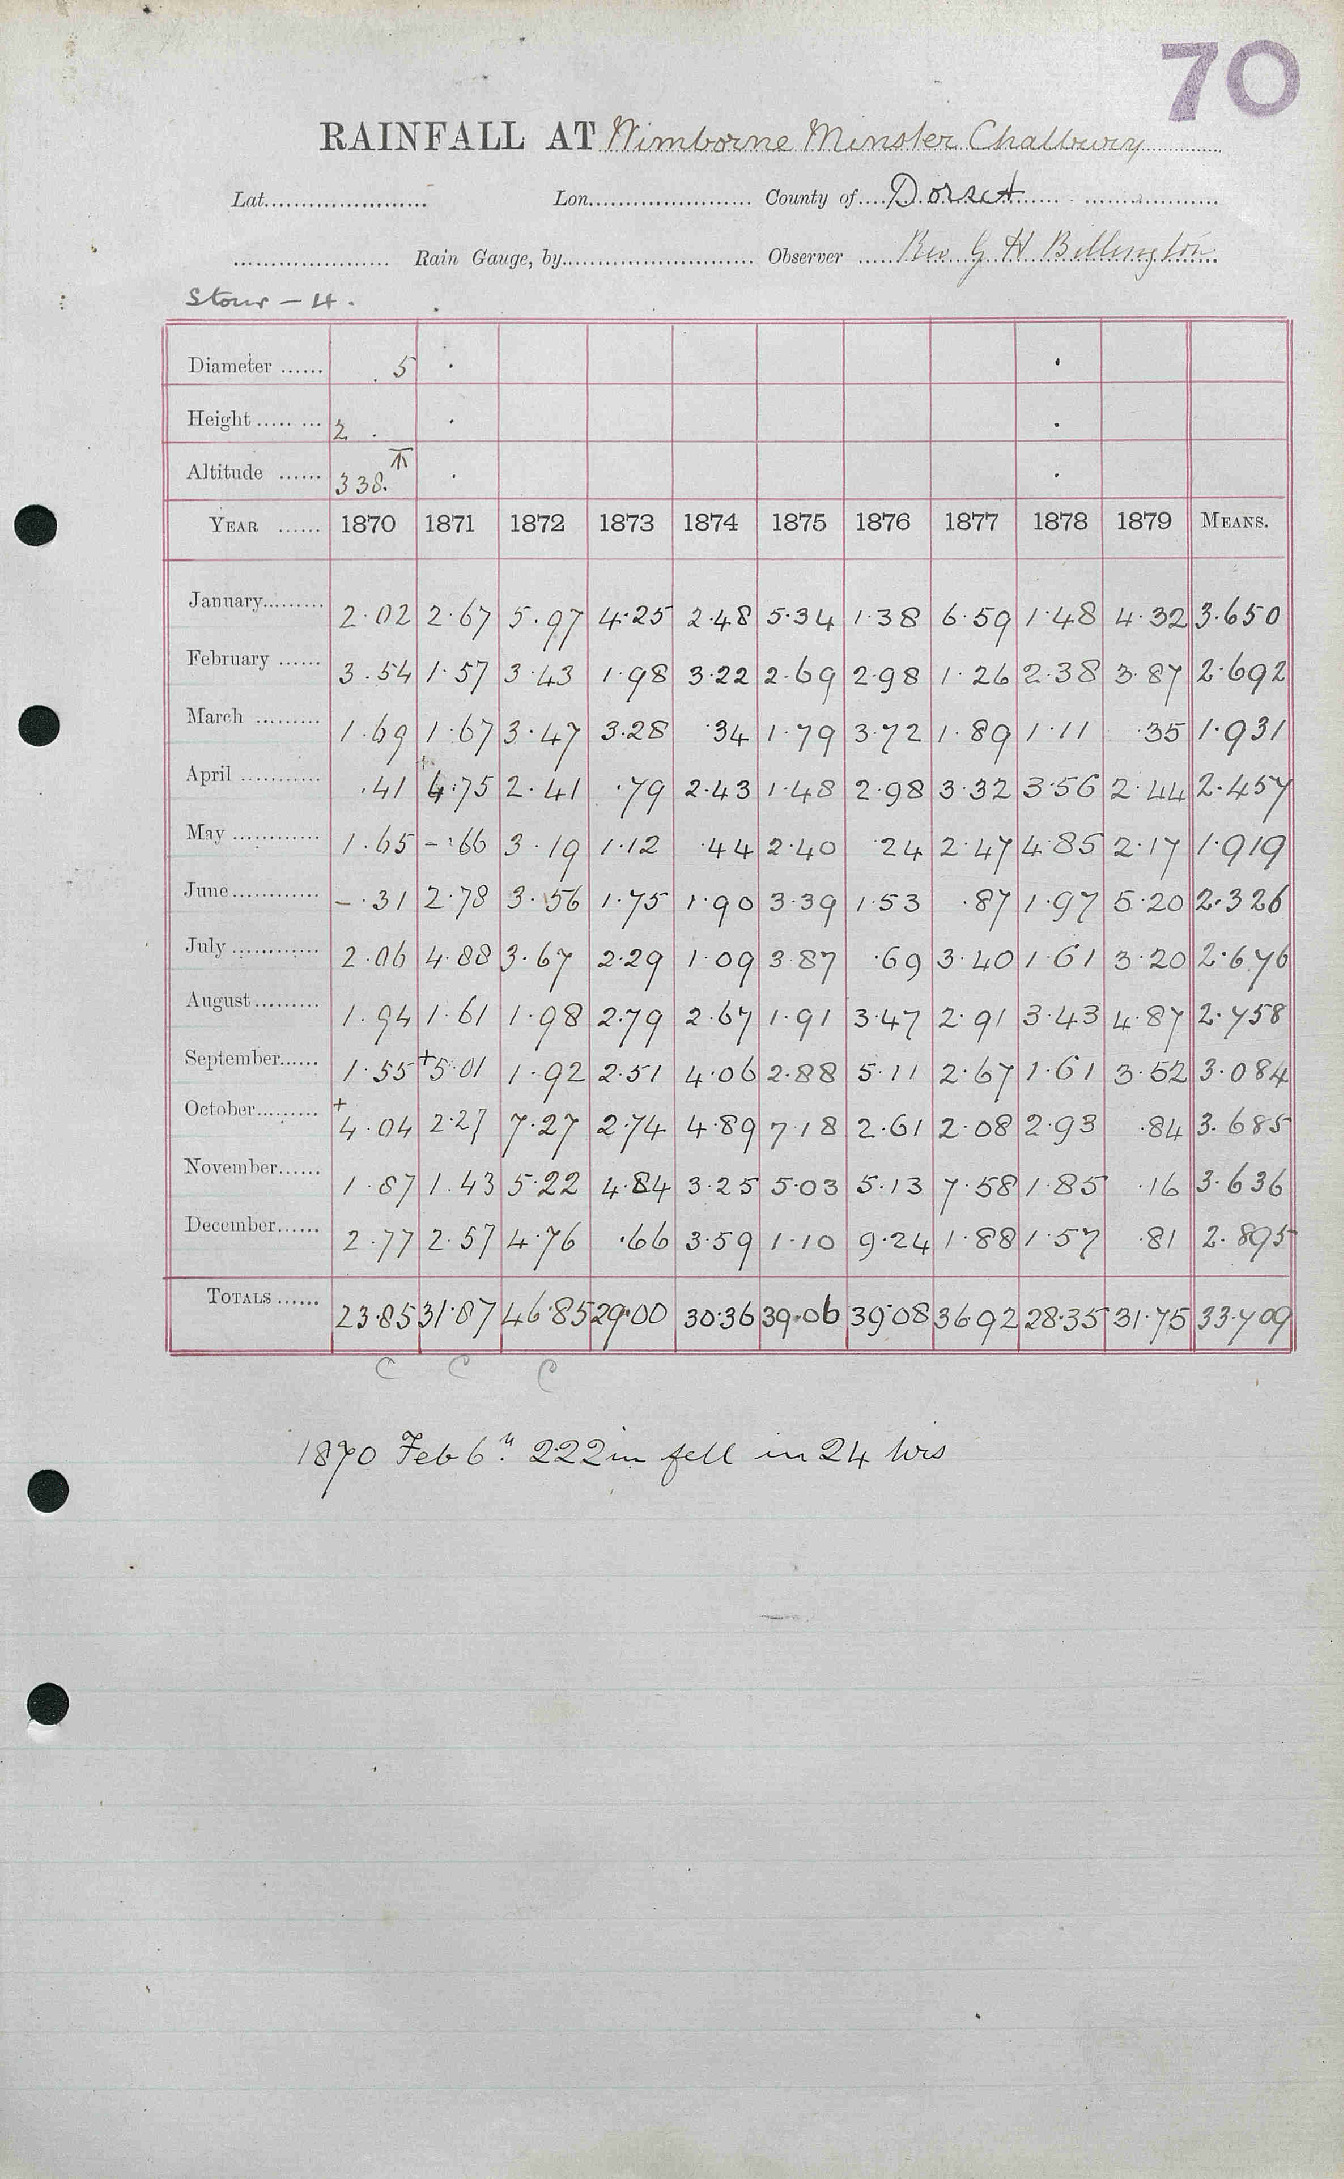 70
RAINFALL AT Wimborne Minster Chalbury
Lat. Lon. County of Dorset
Rain Gauge, by Observer Rev G H Billington
Stour - 4.
Diameter 5
Height 2
Altitude 338. T
YEAR 1870 1871 1872 1873 1874 1875 1876 1877 1878 1879 MEANS.
January 2.02 2.67 5.97 4.25 2.48 5.34 1.38 6.59 1.48 4.32 3.650
February 3.54 1.57 3.43 1.98 3.22 2.69 2.98 1.26 2.38 3.87 2.692
March 1.69 1.67 3.47 3.28 .34 1.79 3.72 1.89 1.11 .35 1.931
April .41 4.75 2.41 .79 2.43 1.48 2.98 3.32 3.56 2.44 2.457
May 1.65 - .66 3.19 1.12 .44 2.40 .24 2.47 4.85 2.17 1.919
June - .31 2.78 3.56 1.75 1.90 3.39 1.53 .87 1.97 5.20 2.326
July 2.06 4.88 3.67 2.29 1.09 3.87 .69 3.40 1.61 3.20 2.676
August 1.94 1.61 1.98 2.79 2.67 1.91 3.47 2.91 3.43 4.87 2.758
September 1.55 +5.01 1.92 2.51 4.06 2.88 5.11 2.67 1.61 3.52 3.084
October +4.04 2.27 7.27 2.74 4.89 7.18 2.61 2.08 2.93 .84 3.685
November 1.87 1.43 5.22 4.84 3.25 5.03 5.13 7.58 1.85 .16 3.636
December 2.77 2.57 4.76 .66 3.59 1.10 9.24 1.88 1.57 .81 2.895
TOTALS 23.85 31.87 46.85 29.00 30.36 39.06 39.08 36.92 28.35 31.75 33.709
C C C
1870 Feb 6th 2.22 in fell in 24 hrs